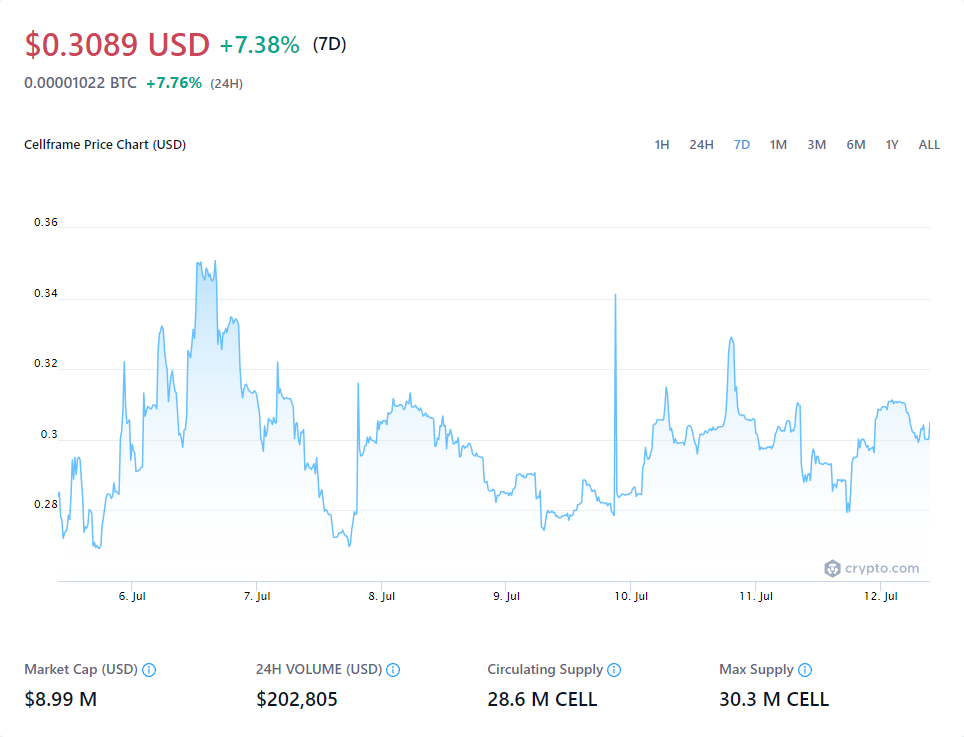 $0.3089 USD +7.38% (7D)
0.00001022 BTC +7.76% (24H)
Cellframe Price Chart (USD) 1H 24H 7D 1M 3M 6M 1Y ALL
0.36
0.34
0.32
0.3
0.28
crypto.com
6. Jul 7. Jul 8. Jul 9. Jul 10. Jul 11. Jul 12. Jul
Market Cap (USD) 24H VOLUME (USD) Circulating Supply Max Supply
$8.99 M $202,805 28.6 M CELL 30.3 M CELL